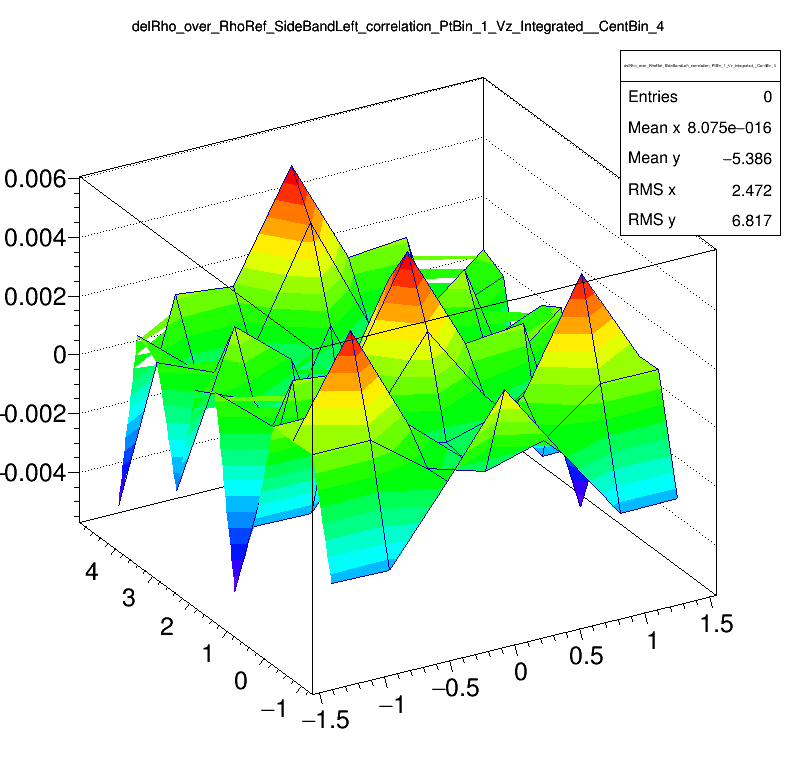 delRho_over_RhoRef_SideBandLeft_correlation_PtBin_1_Vz_Integrated__CentBin_4
delRho_over_RhoRef_SideBandLeft_correlation_PtBin_1_Vz_Integrated__CentBin_4
Entries 0
Mean x 8.075e−016
Mean y −5.386
RMS x 2.472
RMS y 6.817
0.006
0.004
0.002
0
−0.002
−0.004
4
3
2
1
0
−1
−1.5
−1
−0.5
0
0.5
1
1.5